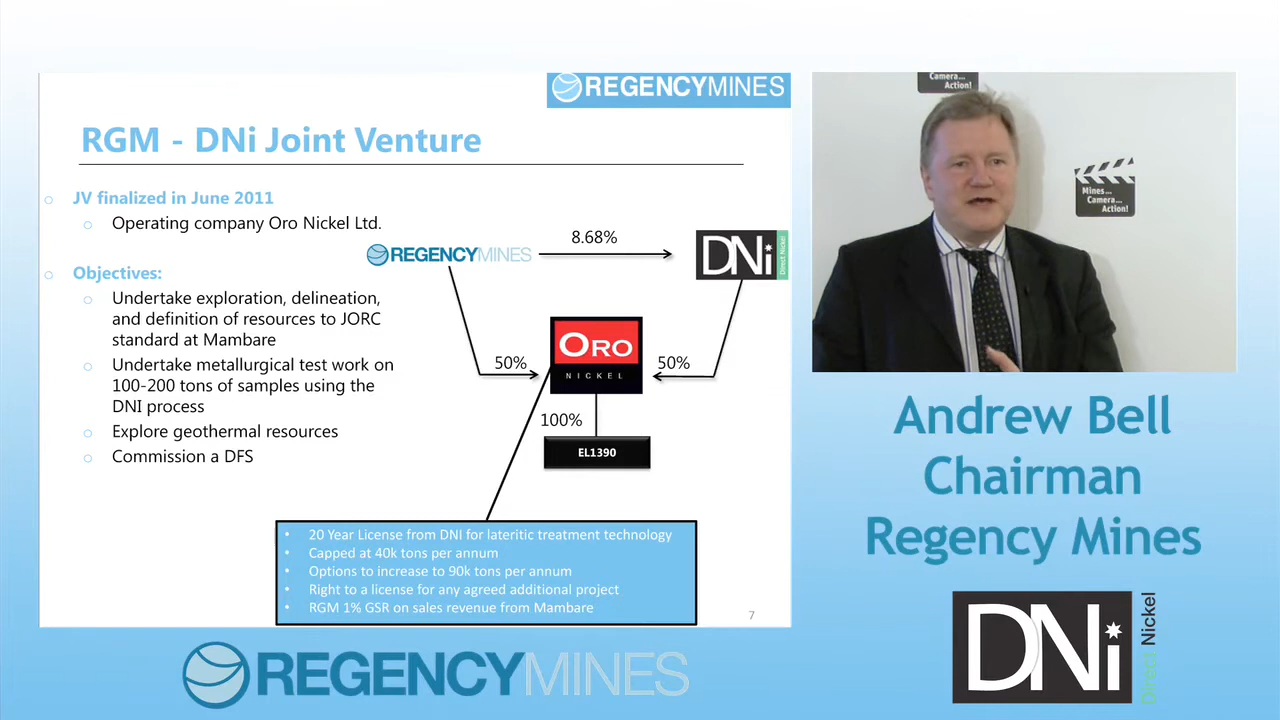 REGENCYMINES
RGM - DNi Joint Venture
JV finalized in June 2011
Operating company Oro Nickel Ltd.
Objectives:
Undertake exploration, delineation,
and definition of resources to JORC
standard at Mambare
Undertake metallurgical test work on
100-200 tons of samples using the
DNI process
Explore geothermal resources
Commission a DFS
REGENCYMINES
8.68%
DNi
Direct Nickel
50%
ORO
NICKEL
50%
100%
EL1390
• 20 Year License from DNI for lateritic treatment technology
• Capped at 40k tons per annum
• Options to increase to 90k tons per annum
• Right to a license for any agreed additional project
• RGM 1% GSR on sales revenue from Mambare
7
Camera...
Action!
Mines...
Camera...
Action!
Andrew Bell
Chairman
Regency Mines
REGENCYMINES
DNi
Direct Nickel